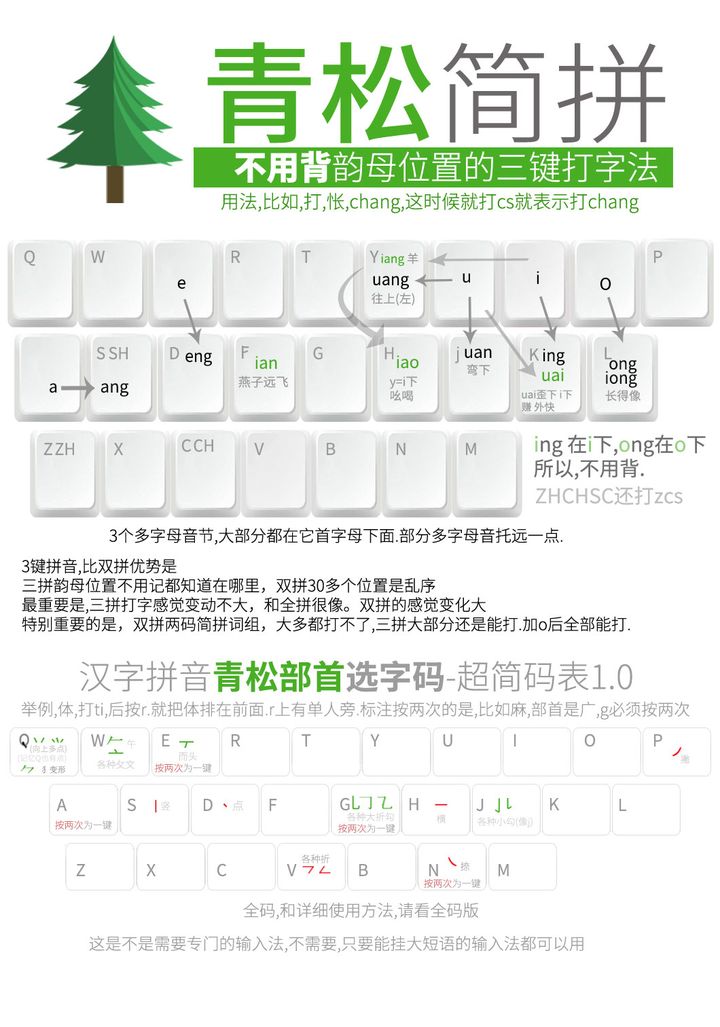 青松简拼
不用背韵母位置的三键打字法
用法,比如,打,怅,chang,这时候就打cs就表示打chang
Q
W
e
R
T
Y iang 羊
uang
往上(左)
u
i
O
P
a
S SH
ang
D eng
F ian
燕子远飞
G
H iao
y=i下
吆喝
j uan
弯下
K ing
uai
uai歪下 i下
赚 外快
L ong
iong
长得像
Z ZH
X
C CH
V
B
N
M
ing 在i下,ong在o下
所以,不用背.
ZHCHSC还打zcs
3个多字母音节,大部分都在它首字母下面.部分多字母音托远一点.
3键拼音,比双拼优势是
三拼韵母位置不用记都知道在哪里，双拼30多个位置是乱序
最重要是,三拼打字感觉变动不大，和全拼很像。双拼的感觉变化大
特别重要的是，双拼两码简拼词组，大多都打不了,三拼大部分还是能打.加o后全部能打.
汉字拼音青松部首选字码-超简码表1.0
举例,体,打ti,后按r.就把体排在前面.r上有单人旁.标注按两次的是,比如麻,部首是广,g必须按两次
Q
(向上多点)
(记忆Q也有点)
变形
W 午
各种攵文
E
而头
按两次为一键
R
T
Y
U
I
O
P 撇
A
按两次为一键
S 竖
D 点
F
G
各种大折勾
按两次为一键
H
横
J
各种小勾(像j)
K
L
Z
X
C
V
各种折
B
N 捺
按两次为一键
M
全码,和详细使用方法,请看全码版
这是不是需要专门的输入法,不需要,只要能挂大短语的输入法都可以用